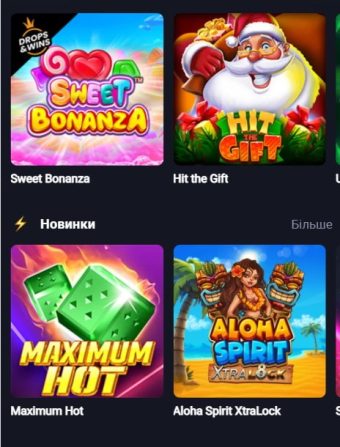 DROPS
&WINS
SWEET
BONANZA
HIT
THE
GIFT
Sweet Bonanza
Hit the Gift
Новинки
Більше
MAXIMUM
HOT
ALOHA
SPIRIT
XTRALOCK
Maximum Hot
Aloha Spirit XtraLock